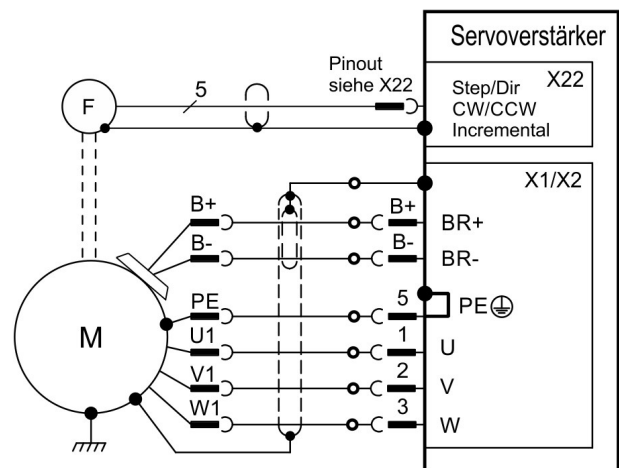 Servoverstärker
Pinout
siehe X22
X22
Step/Dir
CW/CCW
Incremental
F
5
X1/X2
B+
B+
BR+
B-
B-
BR-
PE
5
PE
M
U1
1
U
V1
2
V
W1
3
W